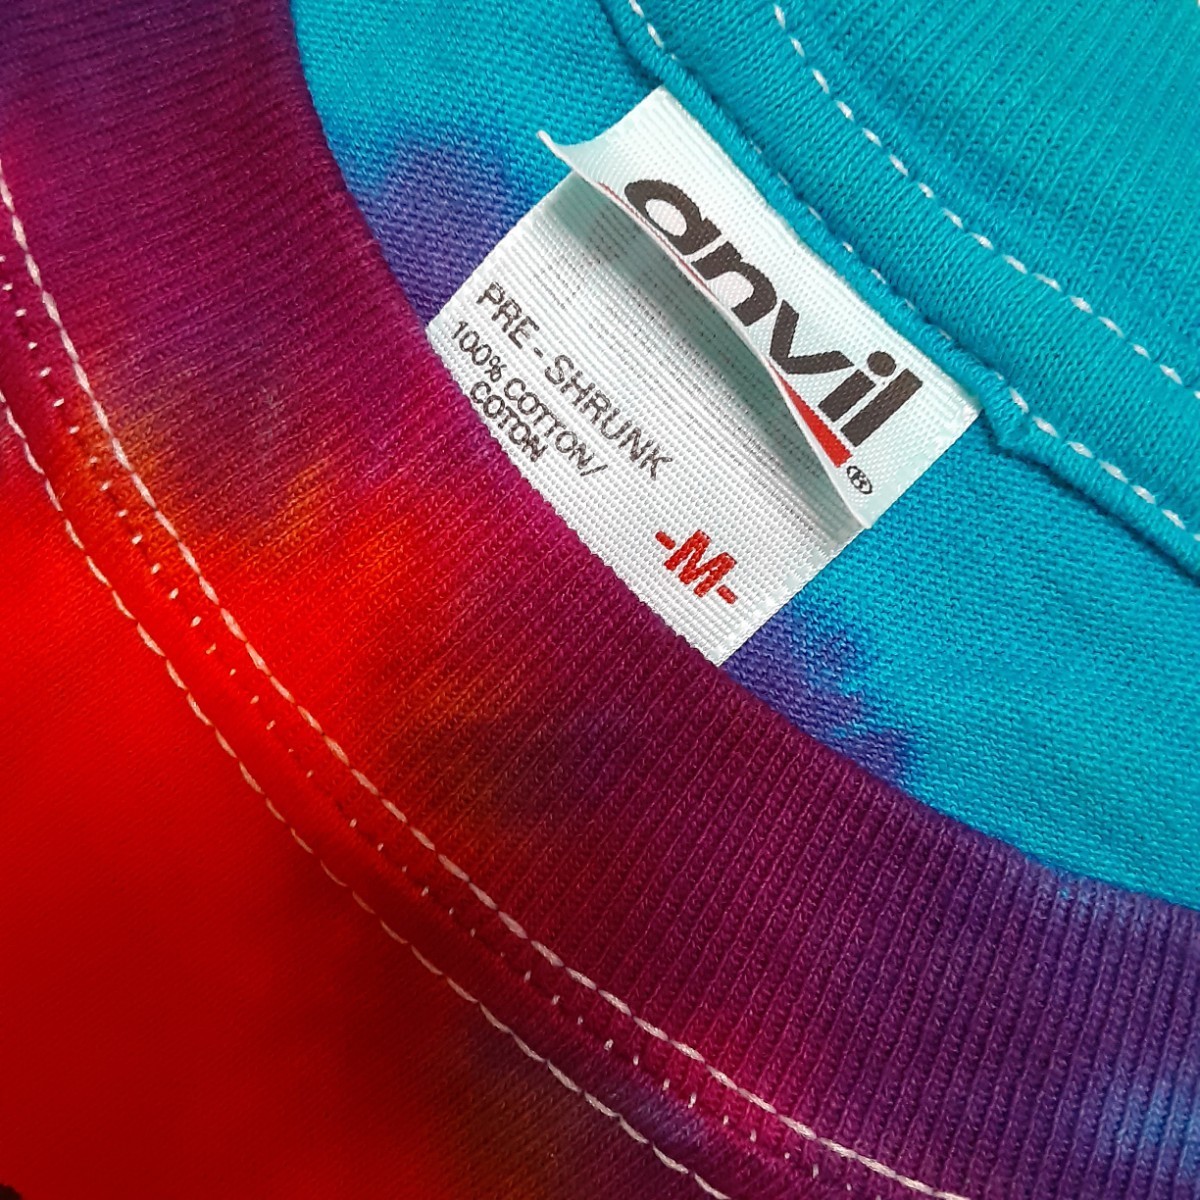 anvil®
PRE - SHRUNK
100% COTTON/
COTON
-M-